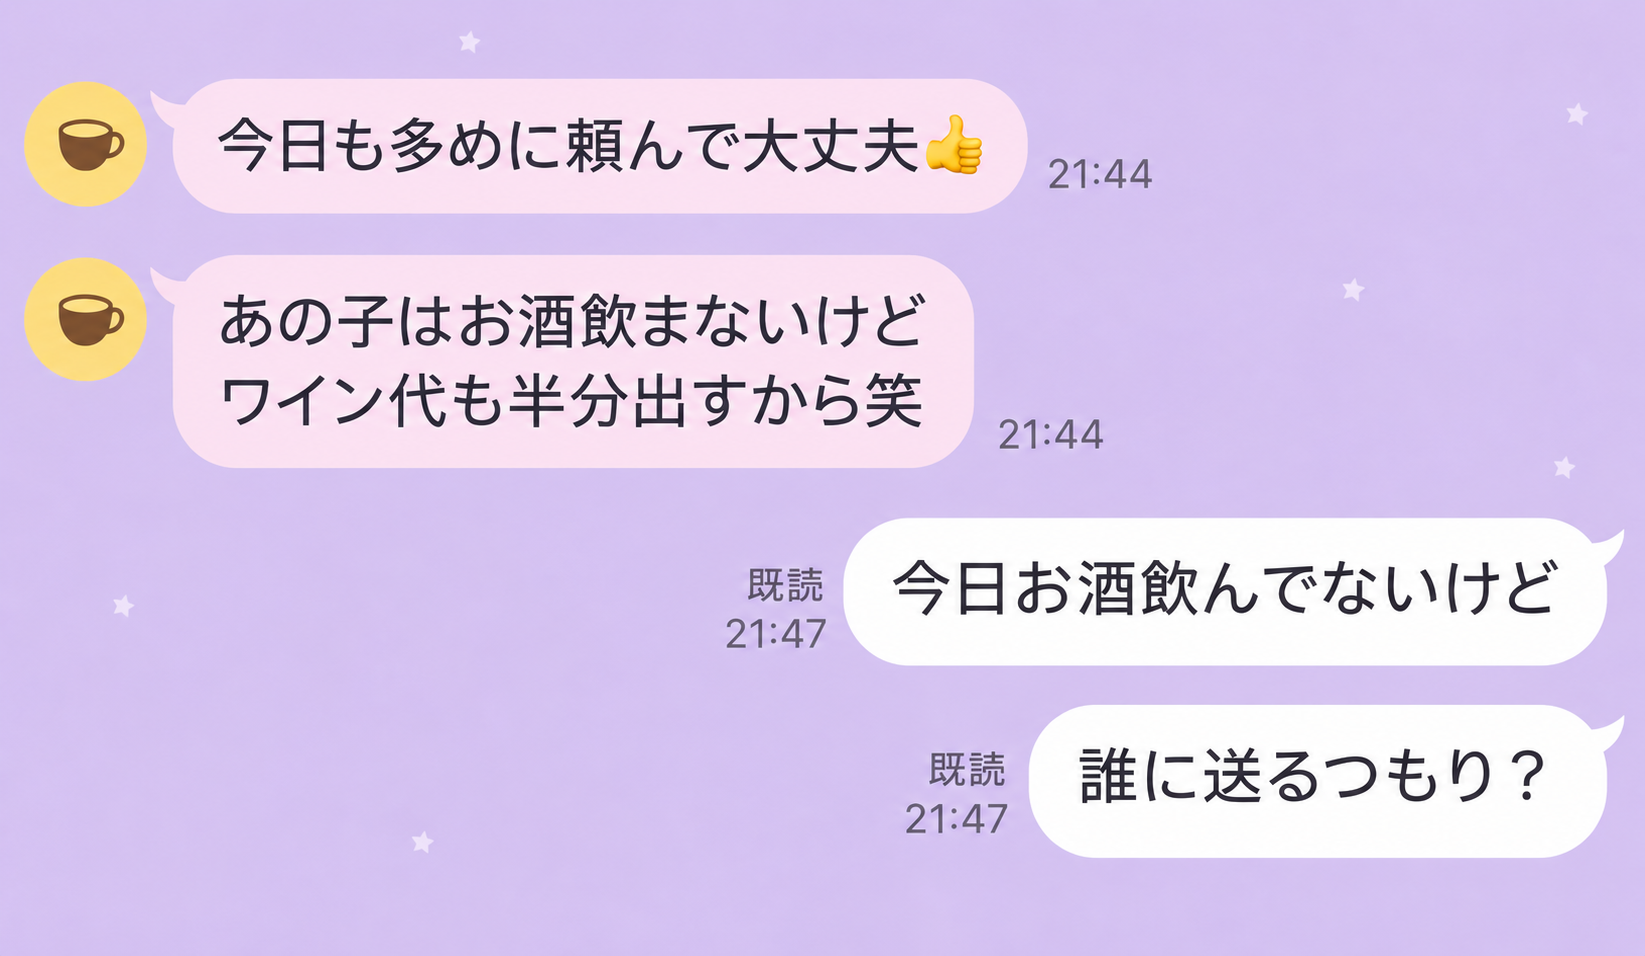 今日も多めに頼んで大丈夫👍
21:44
あの子はお酒飲まないけど
ワイン代も半分出すから笑
21:44
今日お酒飲んでないけど
既読
21:47
誰に送るつもり？
既読
21:47